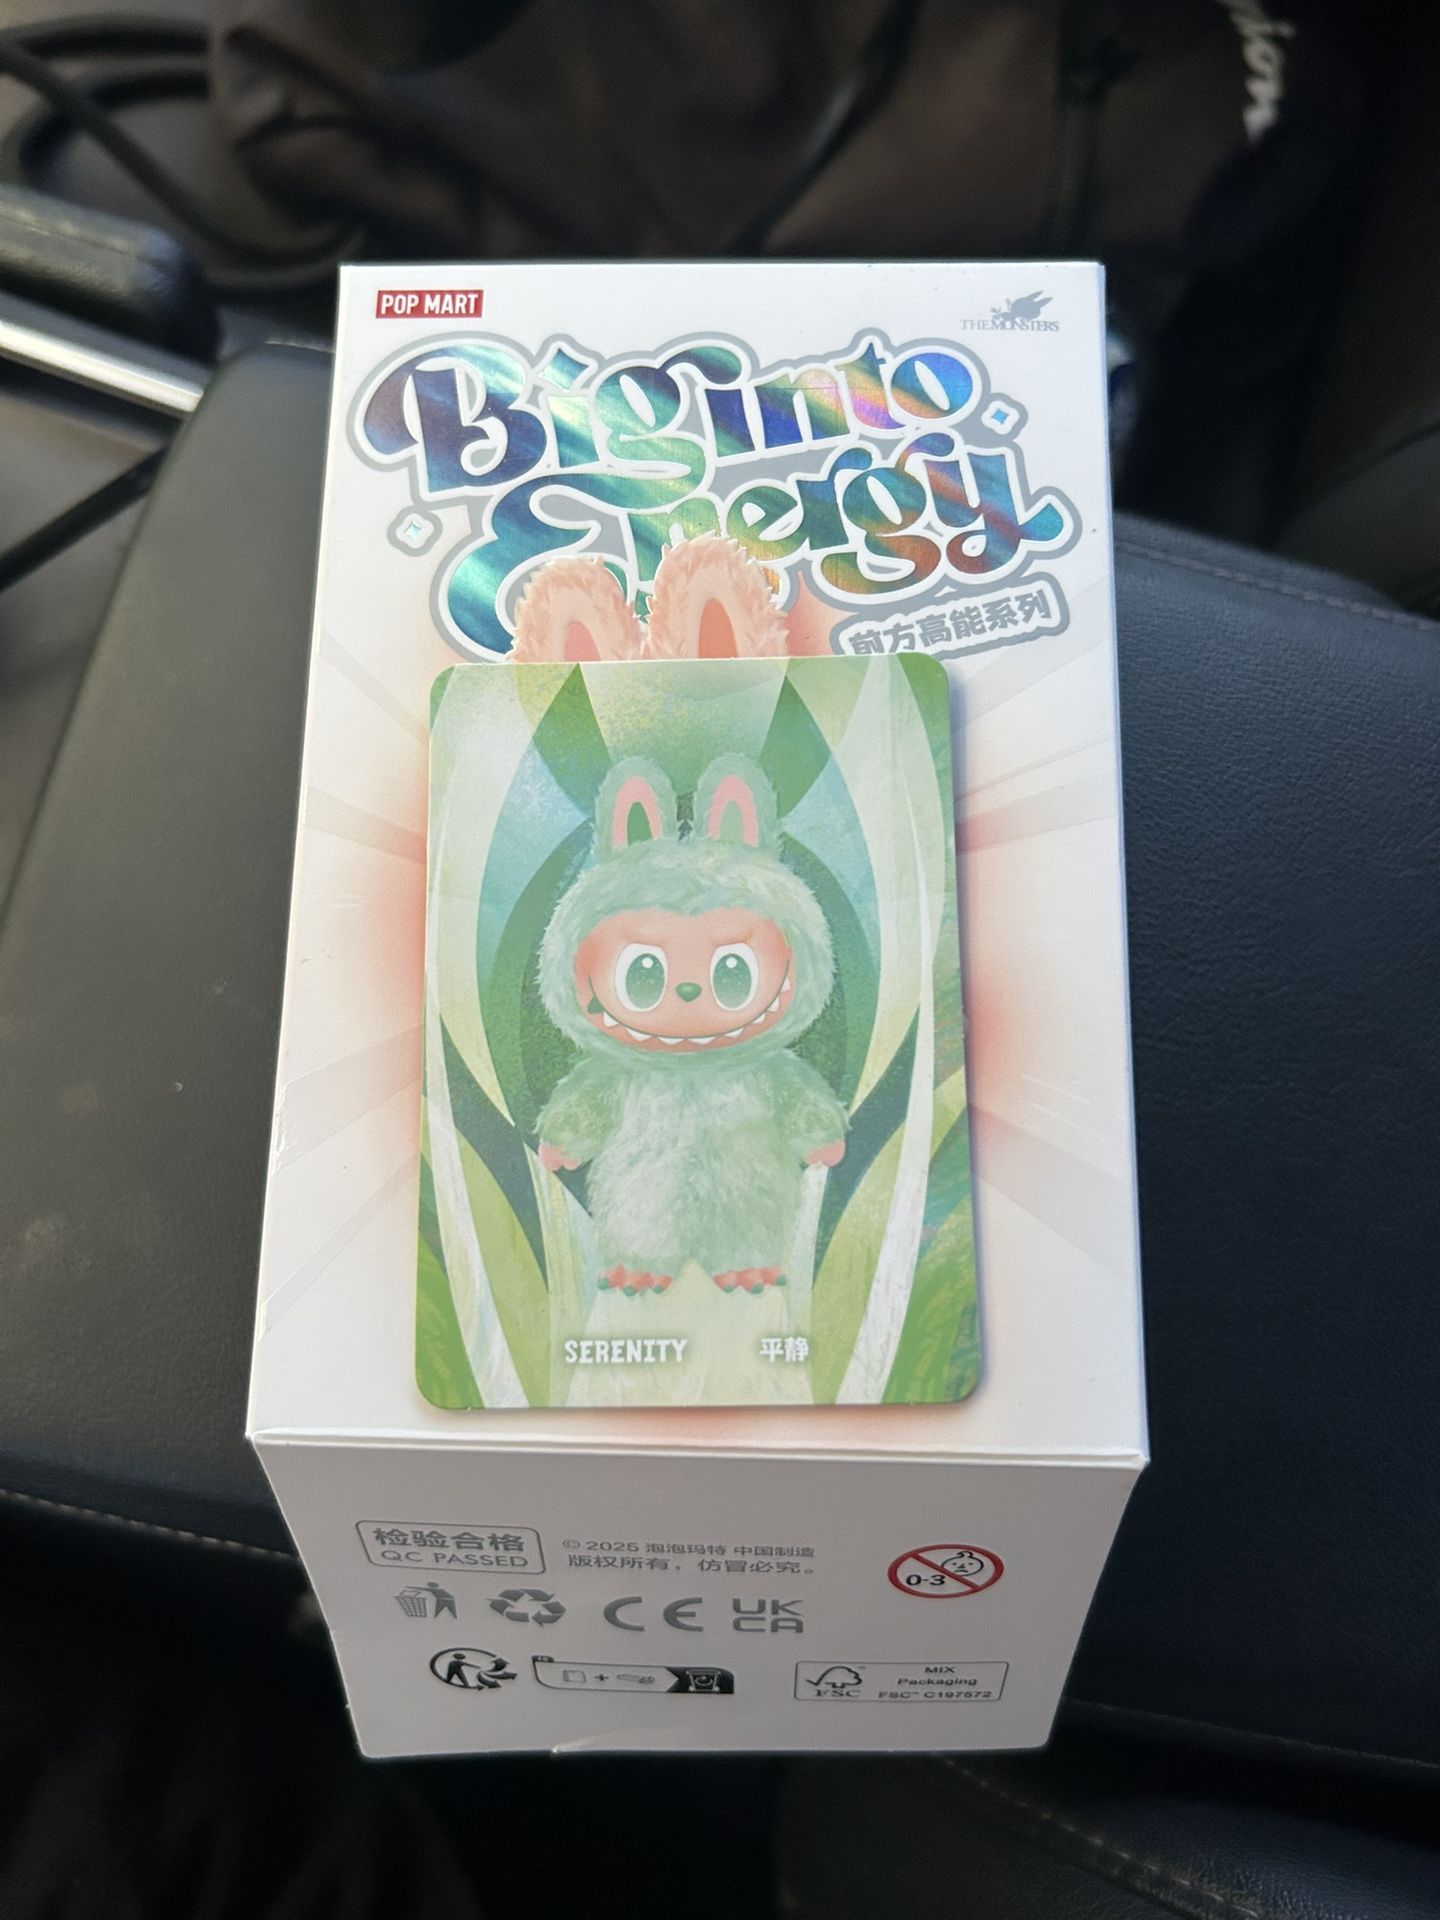 POP MART
THE MONSTERS
Big into
Energy
前方高能系列
SERENITY 平静
检验合格
QC PASSED
© 2025 泡泡玛特 中国制造
版权所有，仿冒必究。
0-3
CE
UK
CA
FSC
MIX
Packaging
FSC™ C197572